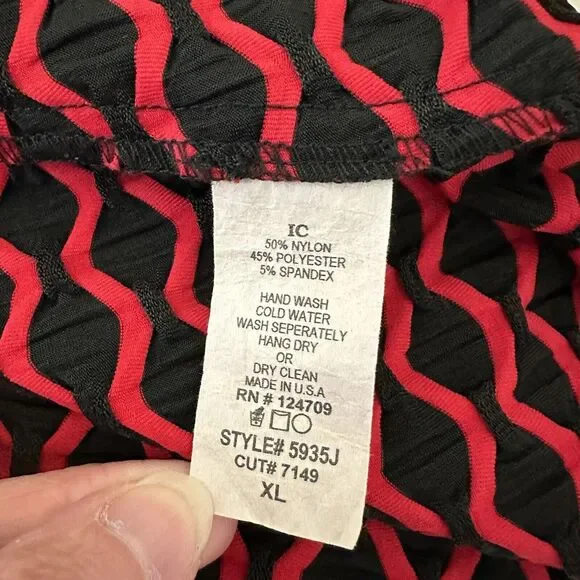 IC
50% NYLON
45% POLYESTER
5% SPANDEX
HAND WASH
COLD WATER
WASH SEPERATELY
HANG DRY
OR
DRY CLEAN
MADE IN U.S.A
RN # 124709
STYLE# 5935J
CUT# 7149
XL